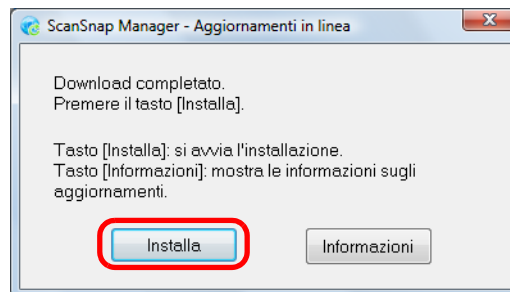 ScanSnap Manager - Aggiornamenti in linea
Download completato.
Premere il tasto [Installa].
Tasto [Installa]: si avvia l'installazione.
Tasto [Informazioni]: mostra le informazioni sugli
aggiornamenti.
Installa
Informazioni